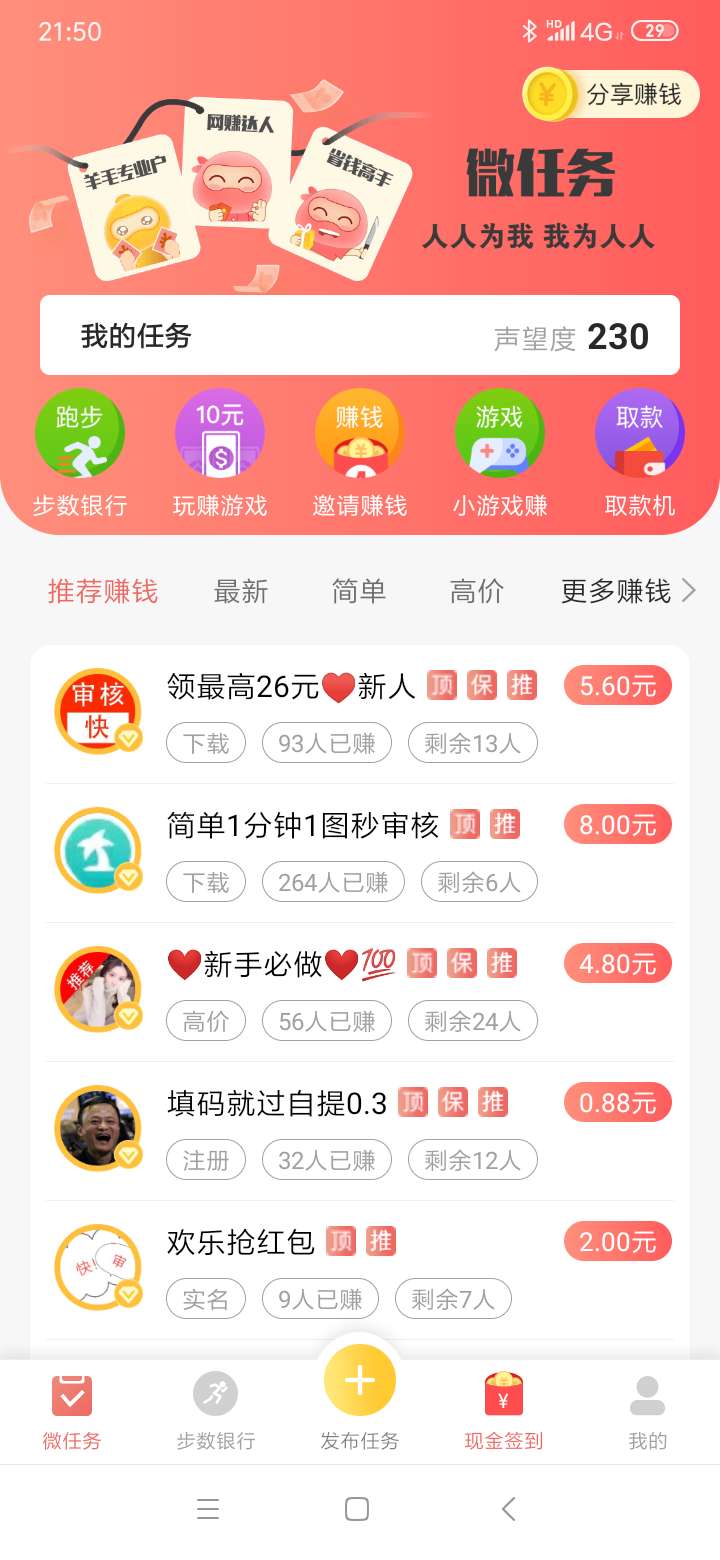 21:50
HD 4G 29
分享赚钱
羊毛专业户
网赚达人
省钱高手
微任务
人人为我 我为人人
我的任务 声望度 230
跑步 10元 赚钱 游戏 取款
步数银行 玩赚游戏 邀请赚钱 小游戏赚 取款机
推荐赚钱 最新 简单 高价 更多赚钱
审核
快
领最高26元❤️新人 顶 保 推 5.60元
下载 93人已赚 剩余13人
简单1分钟1图秒审核 顶 推 8.00元
下载 264人已赚 剩余6人
推荐
❤️新手必做❤️💯 顶 保 推 4.80元
高价 56人已赚 剩余24人
填码就过自提0.3 顶 保 推 0.88元
注册 32人已赚 剩余12人
快! 审
欢乐抢红包 顶 推 2.00元
实名 9人已赚 剩余7人
微任务 步数银行 发布任务 现金签到 我的